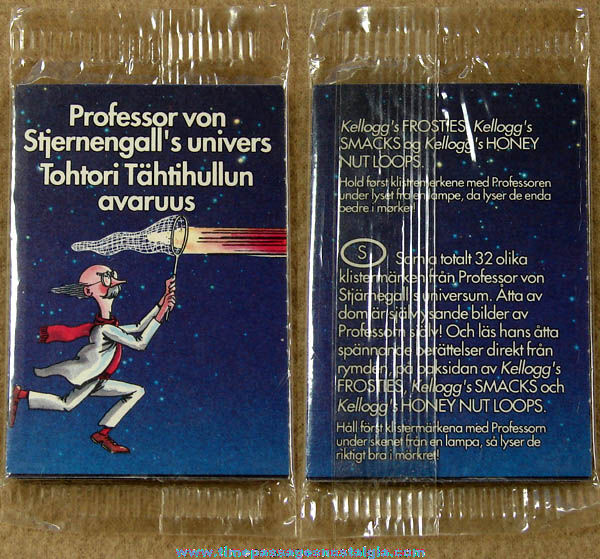 Professor von
Stjernengall's univers
Tohtori Tähtihullun
avaruus
Kellogg's FROSTIES, Kellogg's
SMACKS og Kellogg's HONEY
NUT LOOPS.
Hold først klistremerkene med Professoren
under lyset fra en lampe, da lyser de enda
bedre i mørket!
S Samla totalt 32 olika
klistermärken från Professor von
Stjärnegall's universum. Åtta av
dom är självlysande bilder av
Professorn själv! Och läs hans åtta
spännande berättelser direkt från
rymden, på baksidan av Kellogg's
FROSTIES, Kellogg's SMACKS och
Kellogg's HONEY NUT LOOPS.
Håll först klistermärkena med Professorn
under skenet från en lampa, så lyser de
riktigt bra i mörkret!
www.timepassagesnostalgia.com